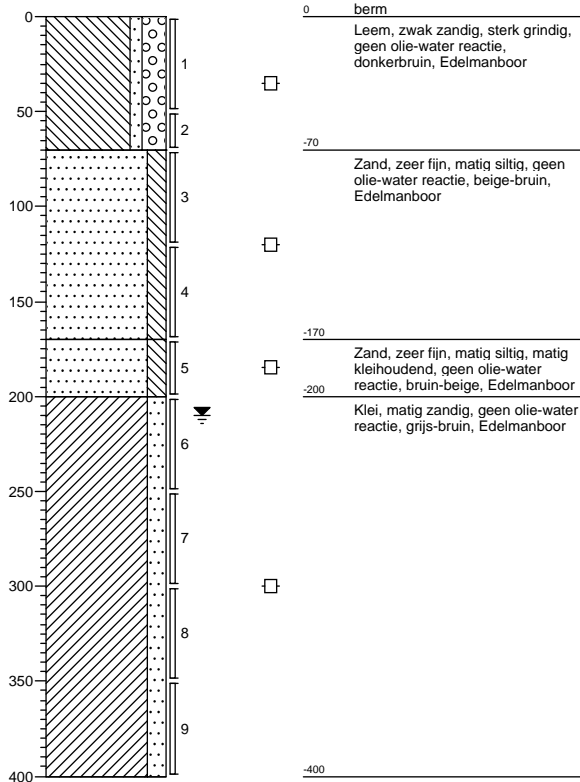 0
50
100
150
200
250
300
350
400
1
2
3
4
5
6
7
8
9
0 berm
Leem, zwak zandig, sterk grindig,
geen olie-water reactie,
donkerbruin, Edelmanboor
-70
Zand, zeer fijn, matig siltig, geen
olie-water reactie, beige-bruin,
Edelmanboor
-170
Zand, zeer fijn, matig siltig, matig
kleihoudend, geen olie-water
reactie, bruin-beige, Edelmanboor
-200
Klei, matig zandig, geen olie-water
reactie, grijs-bruin, Edelmanboor
-400